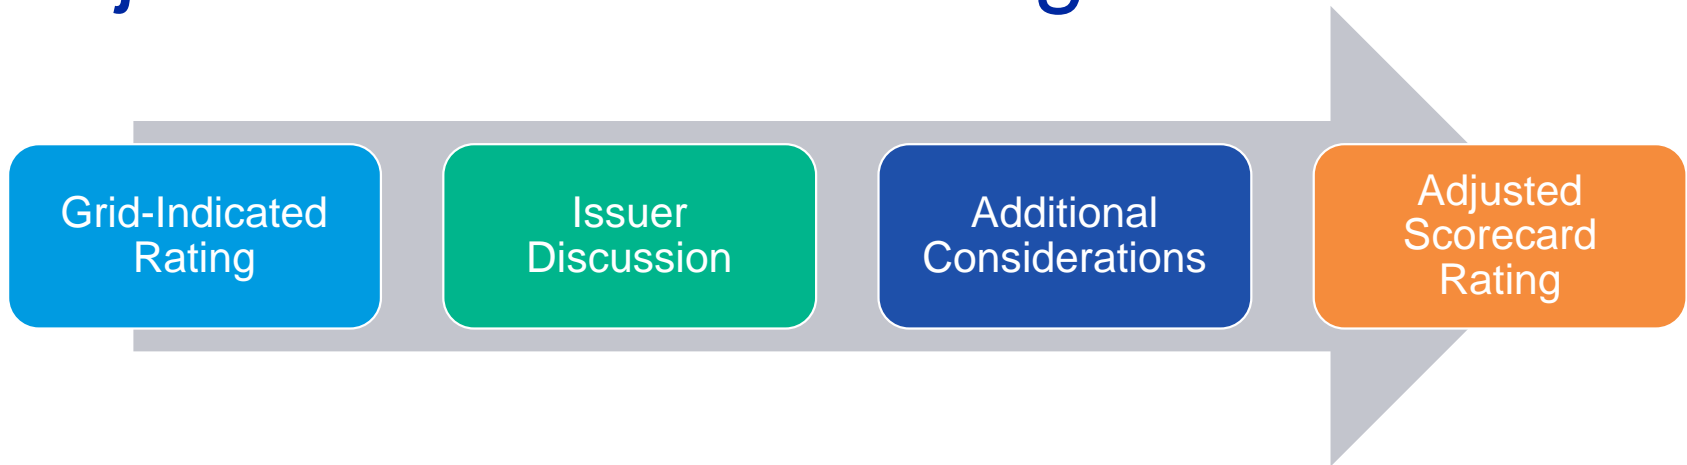 Grid-Indicated
Rating
Issuer
Discussion
Additional
Considerations
Adjusted
Scorecard
Rating